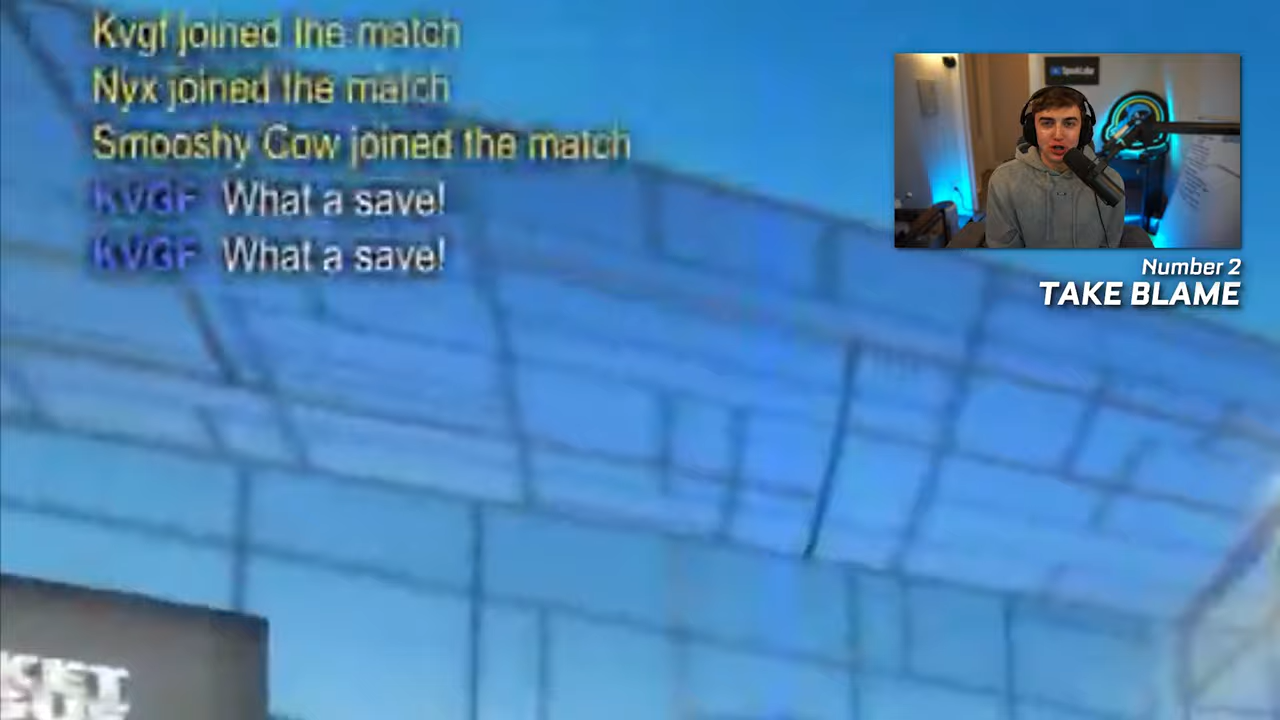 Kvgf joined the match
Nyx joined the match
Smooshy Cow joined the match
KVGF What a save!
KVGF What a save!
Number 2
TAKE BLAME